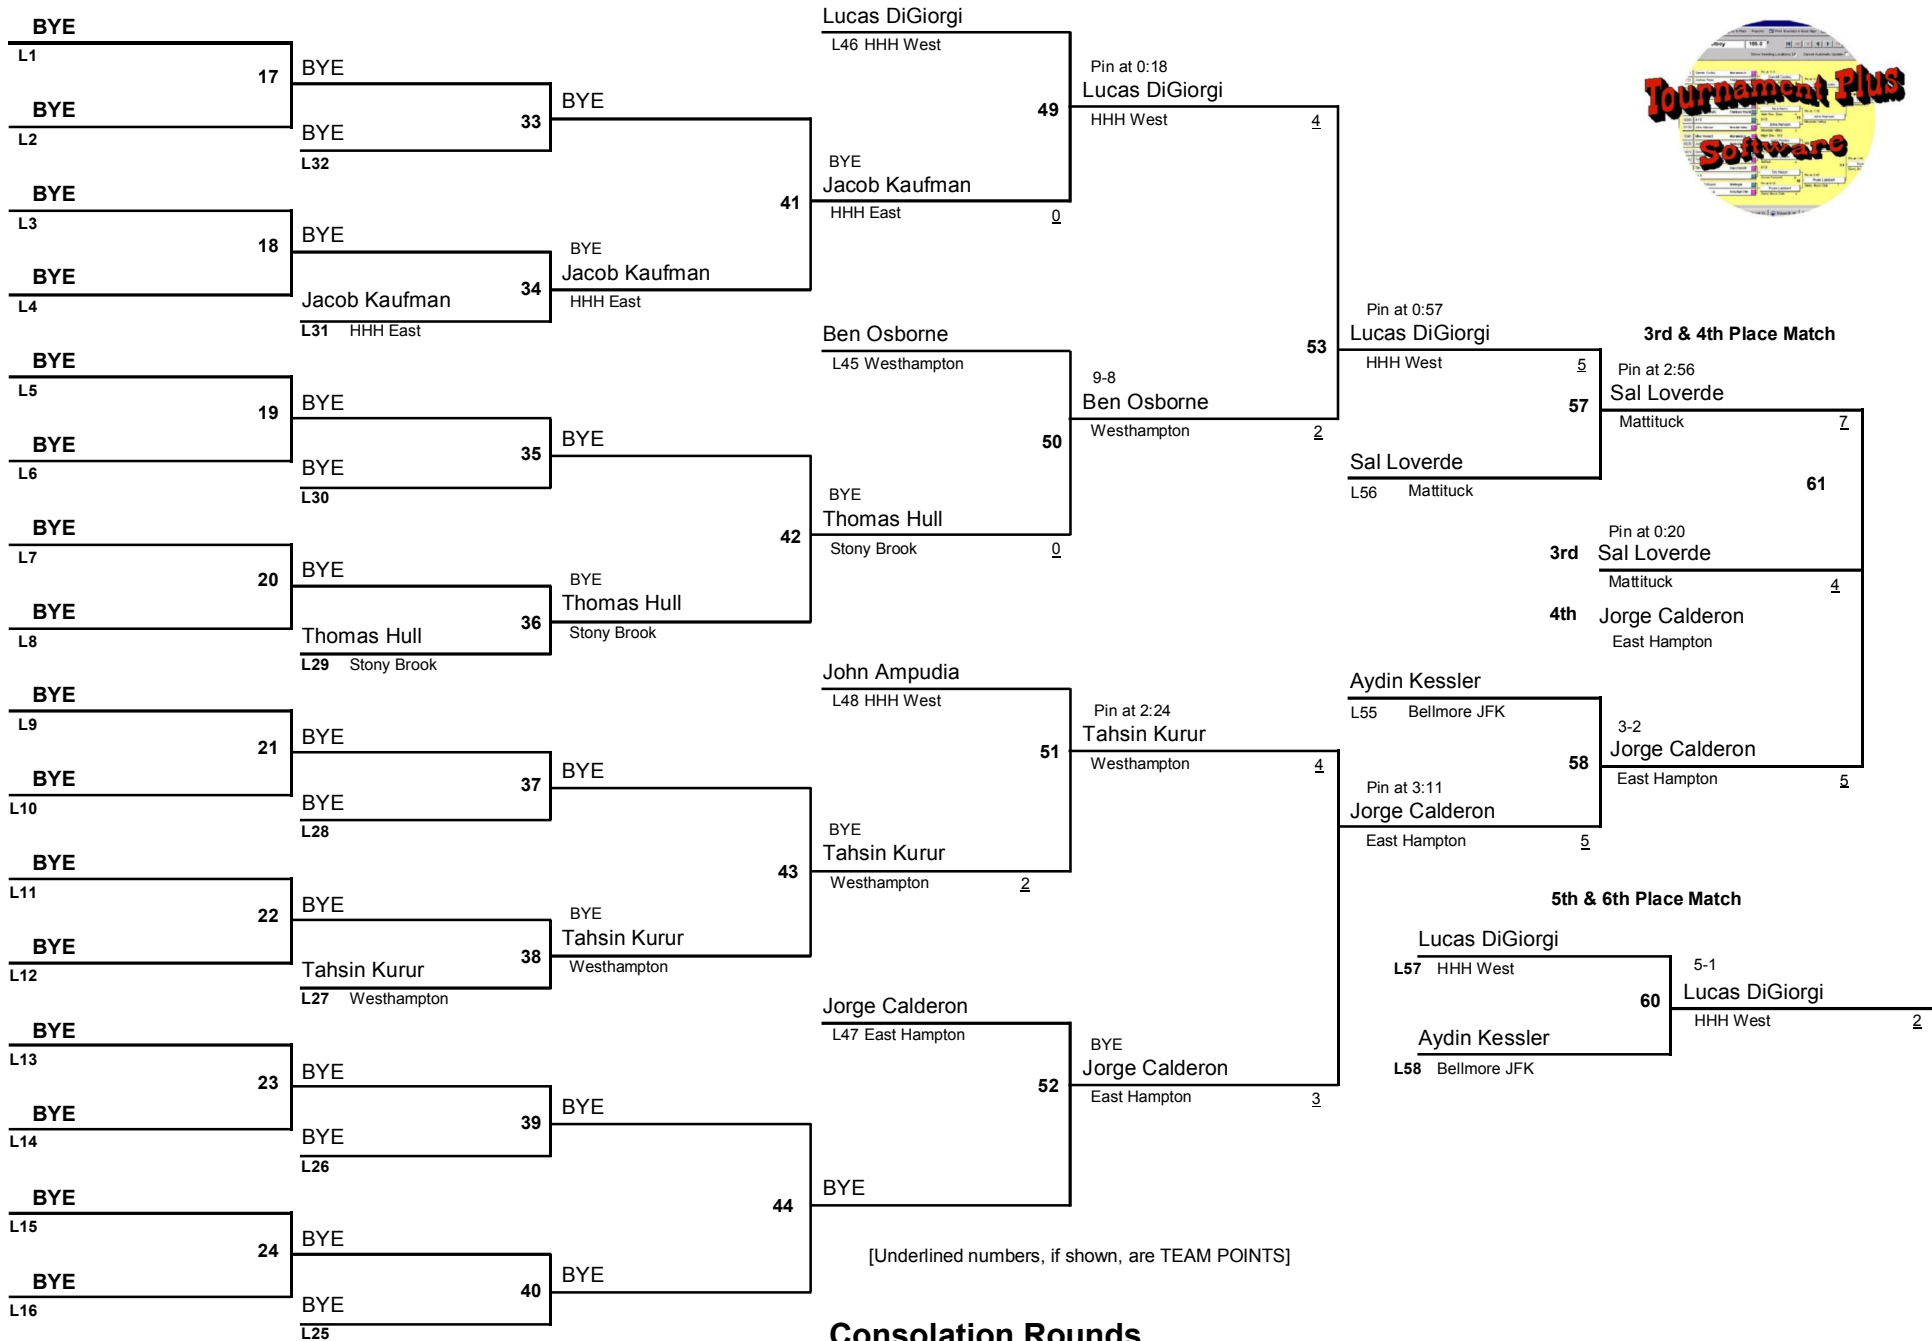 BYE
L1
17
BYE
L2
BYE
BYE
L32
33
BYE
BYE
L3
18
BYE
L4
BYE
Jacob Kaufman
L31 HHH East
34
BYE
Jacob Kaufman
HHH East
41
BYE
Jacob Kaufman
HHH East
0
Lucas DiGiorgi
L46 HHH West
49
Pin at 0:18
Lucas DiGiorgi
HHH West
4
Tournament Plus
Software
BYE
L5
19
BYE
L6
BYE
BYE
L30
35
BYE
BYE
L7
20
BYE
L8
BYE
Thomas Hull
L29 Stony Brook
36
BYE
Thomas Hull
Stony Brook
42
BYE
Thomas Hull
Stony Brook
0
Ben Osborne
L45 Westhampton
50
9-8
Ben Osborne
Westhampton
2
53
Pin at 0:57
Lucas DiGiorgi
HHH West
5
Sal Loverde
L56 Mattituck
57
3rd & 4th Place Match
Pin at 2:56
Sal Loverde
Mattituck
7
61
Pin at 0:20
3rd Sal Loverde
Mattituck
4
4th Jorge Calderon
East Hampton
BYE
L9
21
BYE
L10
BYE
BYE
L28
37
BYE
BYE
L11
22
BYE
L12
BYE
Tahsin Kurur
L27 Westhampton
38
BYE
Tahsin Kurur
Westhampton
43
BYE
Tahsin Kurur
Westhampton
2
John Ampudia
L48 HHH West
51
Pin at 2:24
Tahsin Kurur
Westhampton
4
Aydin Kessler
L55 Bellmore JFK
58
3-2
Jorge Calderon
East Hampton
5
Pin at 3:11
Jorge Calderon
East Hampton
5
BYE
L13
23
BYE
L14
BYE
BYE
L26
39
BYE
BYE
L15
24
BYE
L16
BYE
BYE
L25
40
BYE
44
BYE
Jorge Calderon
L47 East Hampton
52
BYE
Jorge Calderon
East Hampton
3
5th & 6th Place Match
Lucas DiGiorgi
L57 HHH West
60
Aydin Kessler
L58 Bellmore JFK
5-1
Lucas DiGiorgi
HHH West
2
[Underlined numbers, if shown, are TEAM POINTS]
Consolation Rounds